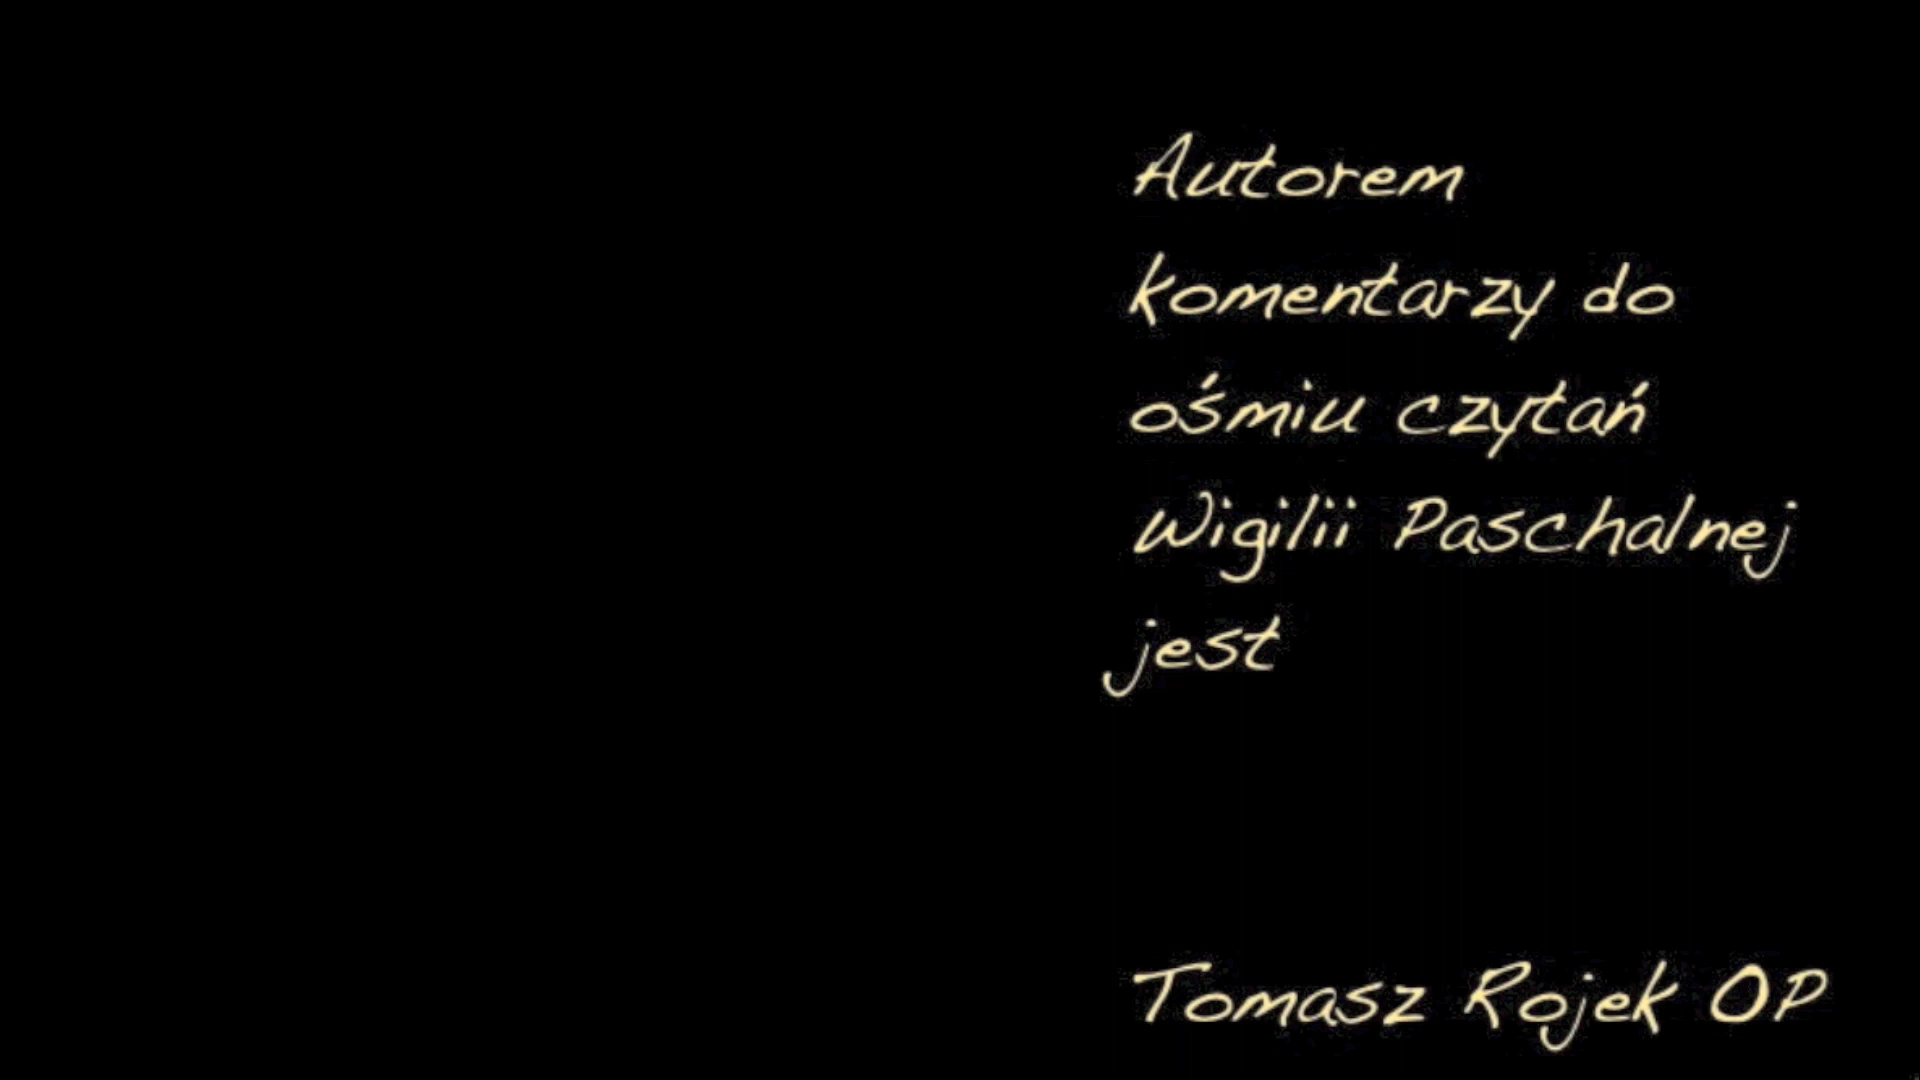 Autorem
komentarzy do
ośmiu czytań
Wigilii Paschalnej
jest
Tomasz Rojek OP